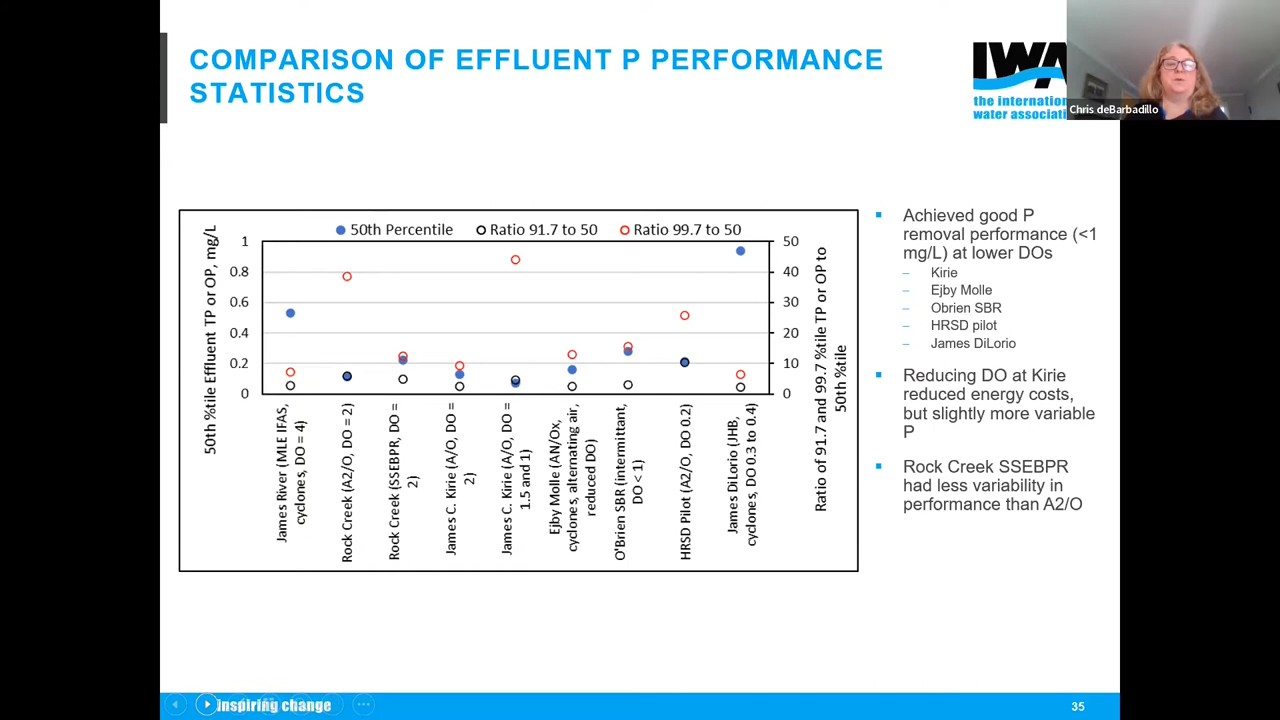 COMPARISON OF EFFLUENT P PERFORMANCE
STATISTICS
IWA
the internation
water associati
Chris deBarbadillo
50th Percentile
Ratio 91.7 to 50
Ratio 99.7 to 50
50th %tile Effluent TP or OP, mg/L
1
0.8
0.6
0.4
0.2
0
50
40
30
20
10
0
Ratio of 91.7 and 99.7 %tile TP or OP to
50th %tile
James River (MLE IFAS,
cyclones, DO = 4)
Rock Creek (A2/O, DO = 2)
Rock Creek (SSEBPR, DO =
2)
James C. Kirie (A/O, DO =
2)
James C. Kirie (A/O, DO =
1.5 and 1)
Ejby Molle (AN/Ox,
cyclones, alternating air,
reduced DO)
O'Brien SBR (intermittant,
DO < 1)
HRSD Pilot (A2/O, DO 0.2)
James DiLorio (JHB,
cyclones, DO 0.3 to 0.4)
Achieved good P
removal performance (<1
mg/L) at lower DOs
Kirie
Ejby Molle
Obrien SBR
HRSD pilot
James DiLorio
Reducing DO at Kirie
reduced energy costs,
but slightly more variable
P
Rock Creek SSEBPR
had less variability in
performance than A2/O
inspiring change
35